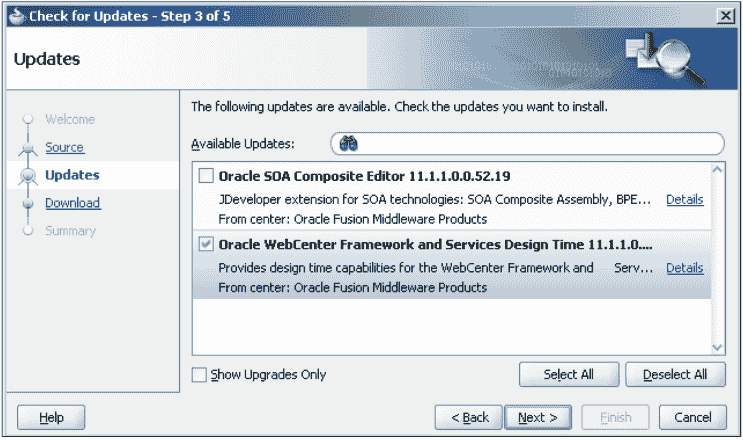 Check for Updates - Step 3 of 5
Updates
Welcome
Source
Updates
Download
Summary
The following updates are available. Check the updates you want to install.
Available Updates:
Oracle SOA Composite Editor 11.1.1.0.0.52.19
JDeveloper extension for SOA technologies: SOA Composite Assembly, BPE... Details
From center: Oracle Fusion Middleware Products
Oracle WebCenter Framework and Services Design Time 11.1.1.0....
Provides design time capabilities for the WebCenter Framework and Serv... Details
From center: Oracle Fusion Middleware Products
Show Upgrades Only
Select All
Deselect All
Help
< Back
Next >
Finish
Cancel